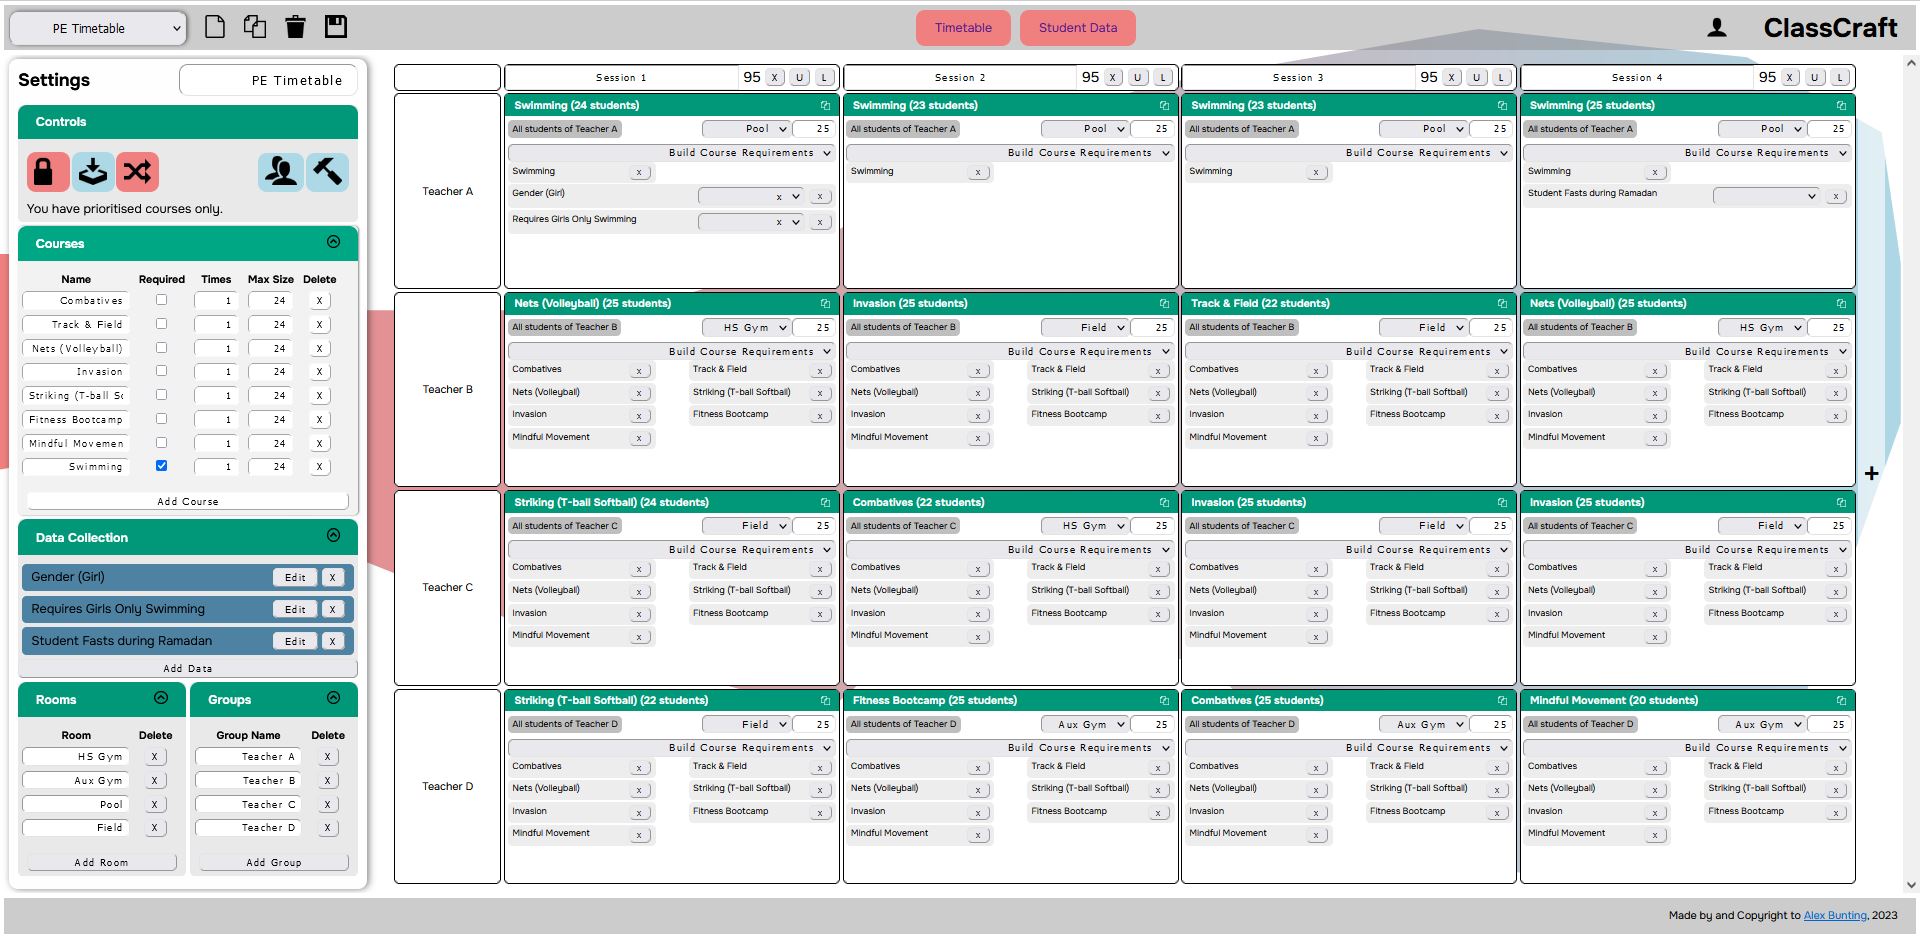 PE Timetable
Timetable
Student Data
ClassCraft
Settings
PE Timetable
Controls
You have prioritised courses only.
Courses
Name Required Times Max Size Delete
Combatives 1 24 X
Track & Field 1 24 X
Nets (Volleyball) 1 24 X
Invasion 1 24 X
Striking (T-ball So 1 24 X
Fitness Bootcamp 1 24 X
Mindful Movemen 1 24 X
Swimming 1 24 X
Add Course
Data Collection
Gender (Girl) Edit X
Requires Girls Only Swimming Edit X
Student Fasts during Ramadan Edit X
Add Data
Rooms
Room Delete
HS Gym X
Aux Gym X
Pool X
Field X
Add Room
Groups
Group Name Delete
Teacher A X
Teacher B X
Teacher C X
Teacher D X
Add Group
Session 1 95 X U L
Session 2 95 X U L
Session 3 95 X U L
Session 4 95 X U L
Teacher A
Swimming (24 students)
All students of Teacher A Pool 25
Build Course Requirements
Swimming x
Gender (Girl) x x
Requires Girls Only Swimming x x
Swimming (23 students)
All students of Teacher A Pool 25
Build Course Requirements
Swimming x
Swimming (23 students)
All students of Teacher A Pool 25
Build Course Requirements
Swimming x
Swimming (25 students)
All students of Teacher A Pool 25
Build Course Requirements
Swimming x
Student Fasts during Ramadan x
Teacher B
Nets (Volleyball) (25 students)
All students of Teacher B HS Gym 25
Build Course Requirements
Combatives x Track & Field x
Nets (Volleyball) x Striking (T-ball Softball) x
Invasion x Fitness Bootcamp x
Mindful Movement x
Invasion (25 students)
All students of Teacher B Field 25
Build Course Requirements
Combatives x Track & Field x
Nets (Volleyball) x Striking (T-ball Softball) x
Invasion x Fitness Bootcamp x
Mindful Movement x
Track & Field (22 students)
All students of Teacher B Field 25
Build Course Requirements
Combatives x Track & Field x
Nets (Volleyball) x Striking (T-ball Softball) x
Invasion x Fitness Bootcamp x
Mindful Movement x
Nets (Volleyball) (25 students)
All students of Teacher B HS Gym 25
Build Course Requirements
Combatives x Track & Field x
Nets (Volleyball) x Striking (T-ball Softball) x
Invasion x Fitness Bootcamp x
Mindful Movement x
+
Teacher C
Striking (T-ball Softball) (24 students)
All students of Teacher C Field 25
Build Course Requirements
Combatives x Track & Field x
Nets (Volleyball) x Striking (T-ball Softball) x
Invasion x Fitness Bootcamp x
Mindful Movement x
Combatives (22 students)
All students of Teacher C HS Gym 25
Build Course Requirements
Combatives x Track & Field x
Nets (Volleyball) x Striking (T-ball Softball) x
Invasion x Fitness Bootcamp x
Mindful Movement x
Invasion (25 students)
All students of Teacher C Field 25
Build Course Requirements
Combatives x Track & Field x
Nets (Volleyball) x Striking (T-ball Softball) x
Invasion x Fitness Bootcamp x
Mindful Movement x
Invasion (25 students)
All students of Teacher C Field 25
Build Course Requirements
Combatives x Track & Field x
Nets (Volleyball) x Striking (T-ball Softball) x
Invasion x Fitness Bootcamp x
Mindful Movement x
Teacher D
Striking (T-ball Softball) (22 students)
All students of Teacher D Field 25
Build Course Requirements
Combatives x Track & Field x
Nets (Volleyball) x Striking (T-ball Softball) x
Invasion x Fitness Bootcamp x
Mindful Movement x
Fitness Bootcamp (25 students)
All students of Teacher D Aux Gym 25
Build Course Requirements
Combatives x Track & Field x
Nets (Volleyball) x Striking (T-ball Softball) x
Invasion x Fitness Bootcamp x
Mindful Movement x
Combatives (25 students)
All students of Teacher D Aux Gym 25
Build Course Requirements
Combatives x Track & Field x
Nets (Volleyball) x Striking (T-ball Softball) x
Invasion x Fitness Bootcamp x
Mindful Movement x
Mindful Movement (20 students)
All students of Teacher D Aux Gym 25
Build Course Requirements
Combatives x Track & Field x
Nets (Volleyball) x Striking (T-ball Softball) x
Invasion x Fitness Bootcamp x
Mindful Movement x
Made by and Copyright to Alex Bunting, 2023